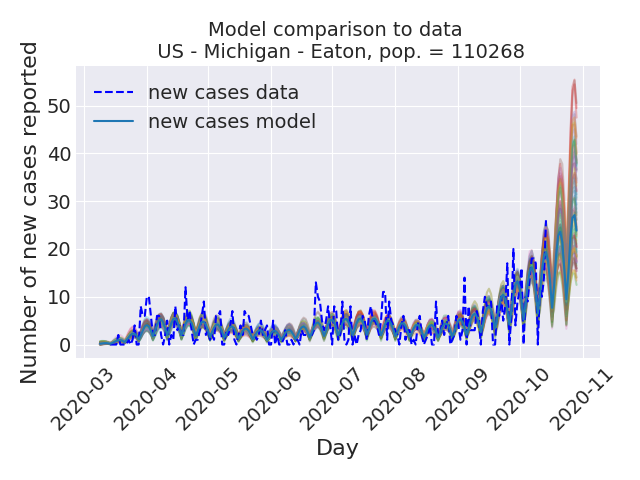 Model comparison to data
US - Michigan - Eaton, pop. = 110268
new cases data
new cases model
Number of new cases reported
50
40
30
20
10
0
2020-03
2020-04
2020-05
2020-06
2020-07
2020-08
2020-09
2020-10
2020-11
Day